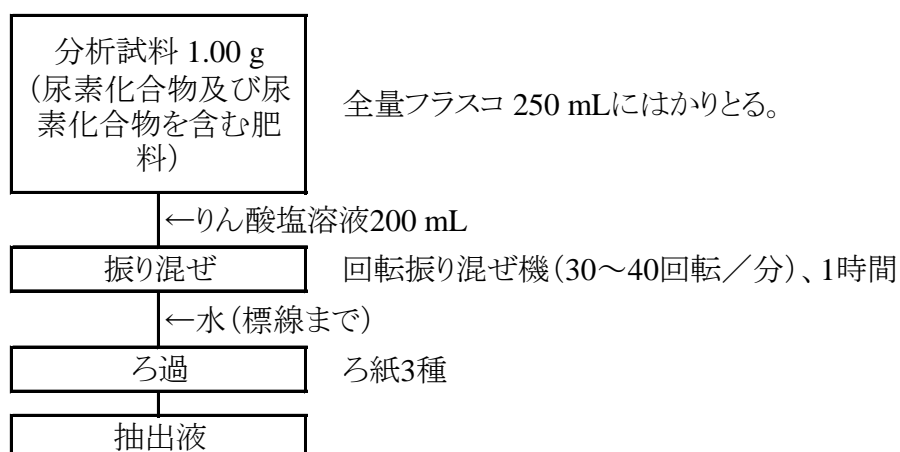 分析試料 1.00 g
（尿素化合物及び尿
素化合物を含む肥
料）
全量フラスコ 250 mLにはかりとる。
←りん酸塩溶液200 mL
振り混ぜ
回転振り混ぜ機（30～40回転／分）、1時間
←水（標線まで）
ろ過
ろ紙3種
抽出液